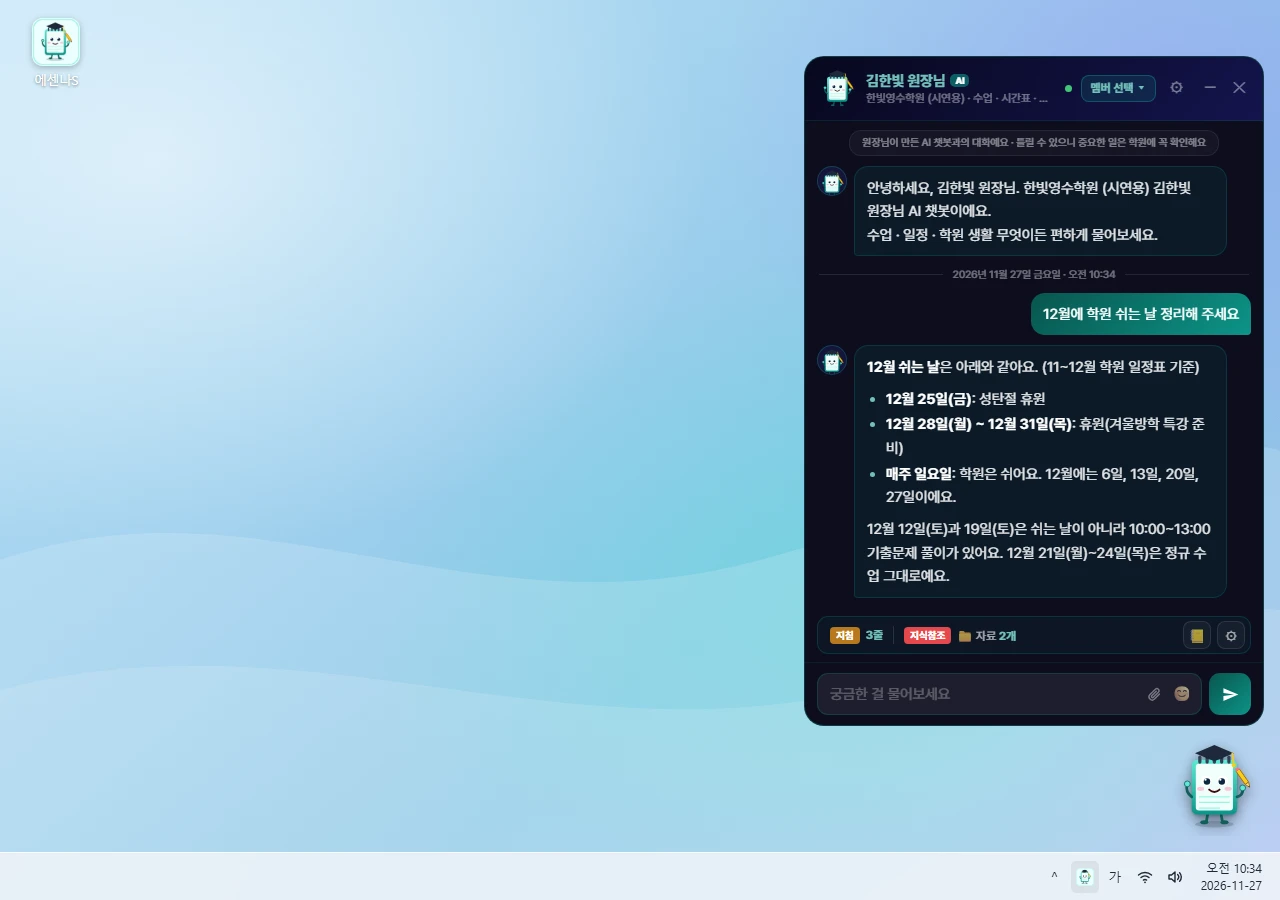 에센나S
김한빛 원장님 AI
한빛영수학원 (시연용) · 수업 · 시간표 · ...
멤버 선택
원장님이 만든 AI 챗봇과의 대화예요 · 틀릴 수 있으니 중요한 일은 학원에 꼭 확인해요
안녕하세요, 김한빛 원장님. 한빛영수학원 (시연용) 김한빛
원장님 AI 챗봇이에요.
수업 · 일정 · 학원 생활 무엇이든 편하게 물어보세요.
2026년 11월 27일 금요일 · 오전 10:34
12월에 학원 쉬는 날 정리해 주세요
12월 쉬는 날은 아래와 같아요. (11~12월 학원 일정표 기준)
12월 25일(금): 성탄절 휴원
12월 28일(월) ~ 12월 31일(목): 휴원(겨울방학 특강 준
비)
매주 일요일: 학원은 쉬어요. 12월에는 6일, 13일, 20일,
27일이에요.
12월 12일(토)과 19일(토)은 쉬는 날이 아니라 10:00~13:00
기출문제 풀이가 있어요. 12월 21일(월)~24일(목)은 정규 수
업 그대로예요.
지침 3줄 지식참조 자료 2개
궁금한 걸 물어보세요
가
오전 10:34
2026-11-27